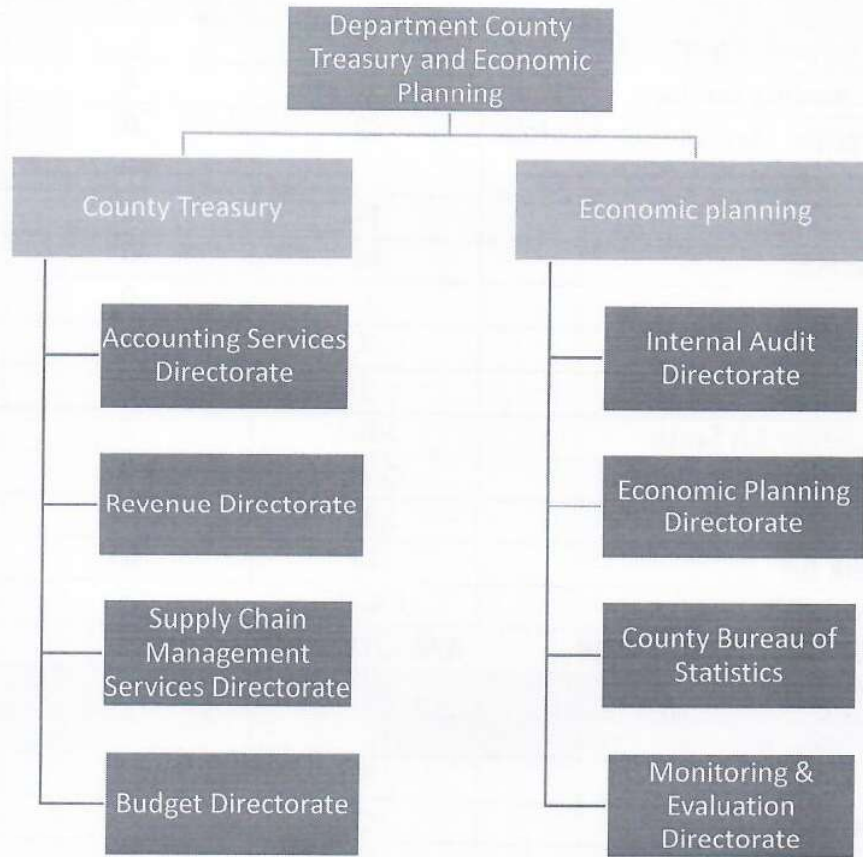 Department County
Treasury and Economic
Planning
County Treasury
Economic planning
Accounting Services
Directorate
Internal Audit
Directorate
Revenue Directorate
Economic Planning
Directorate
Supply Chain
Management
Services Directorate
County Bureau of
Statistics
Budget Directorate
Monitoring &
Evaluation
Directorate